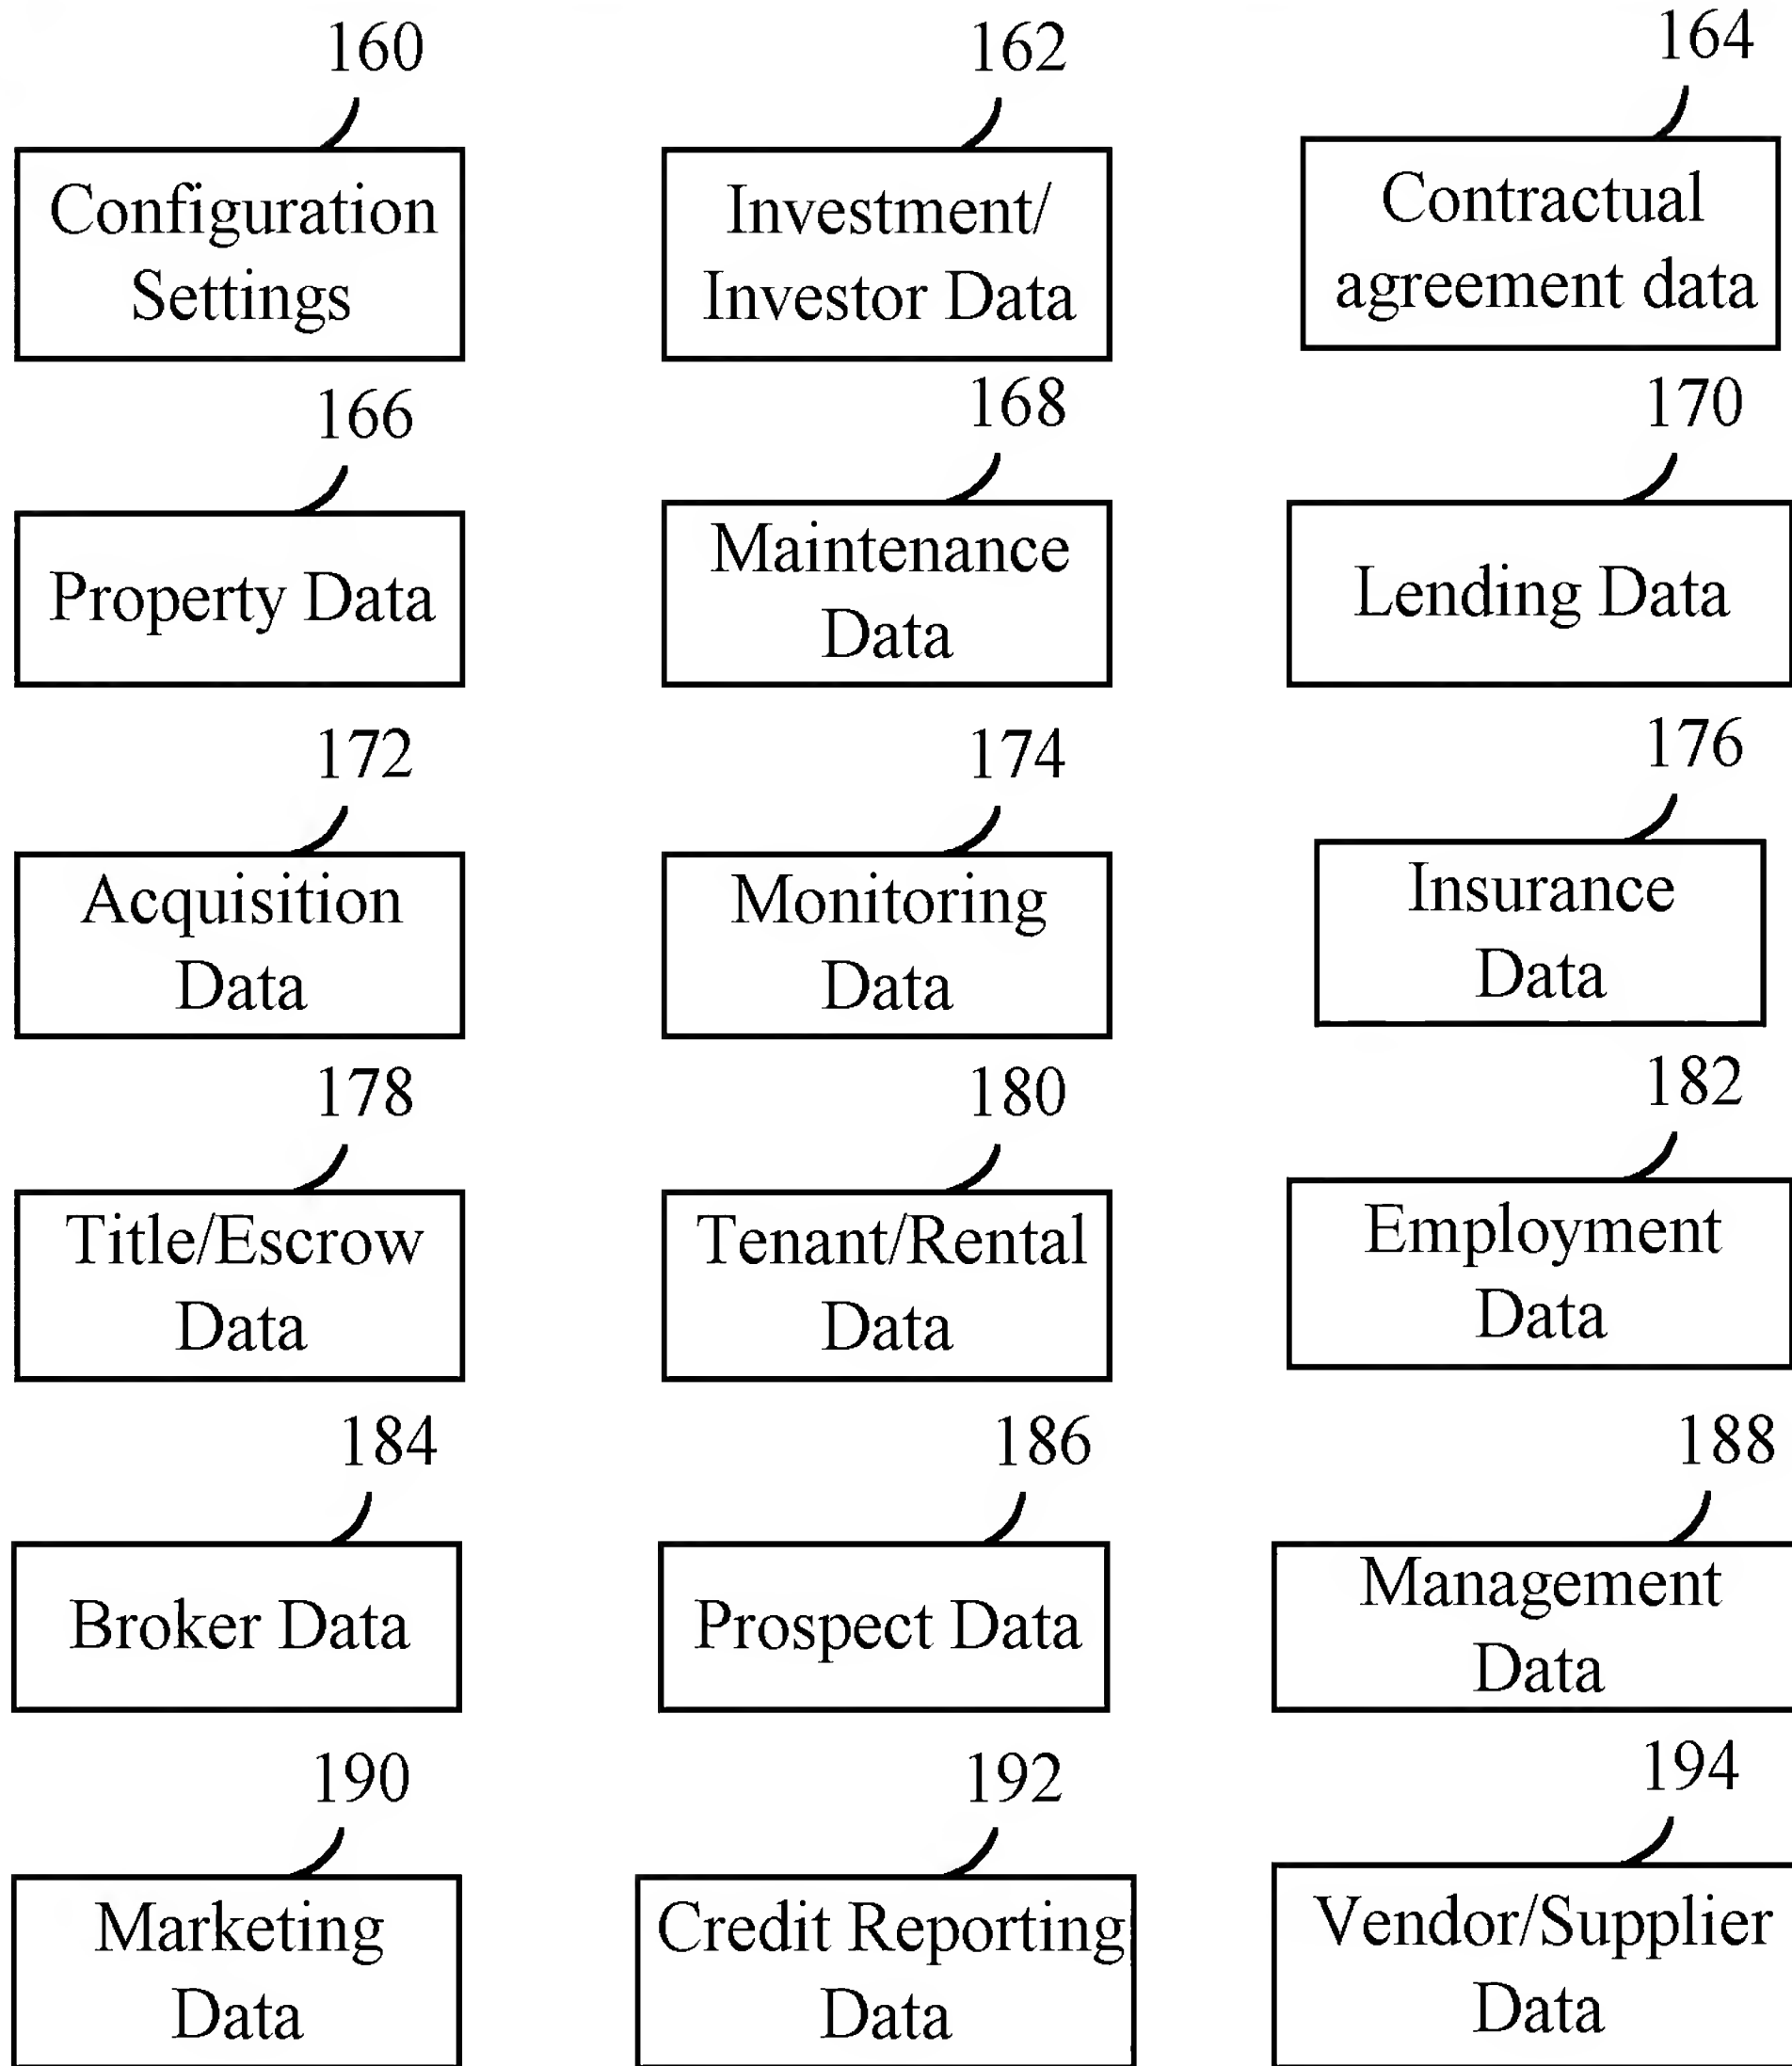 160
Configuration
Settings
162
Investment/
Investor Data
164
Contractual
agreement data
166
Property Data
168
Maintenance
Data
170
Lending Data
172
Acquisition
Data
174
Monitoring
Data
176
Insurance
Data
178
Title/Escrow
Data
180
Tenant/Rental
Data
182
Employment
Data
184
Broker Data
186
Prospect Data
188
Management
Data
190
Marketing
Data
192
Credit Reporting
Data
194
Vendor/Supplier
Data